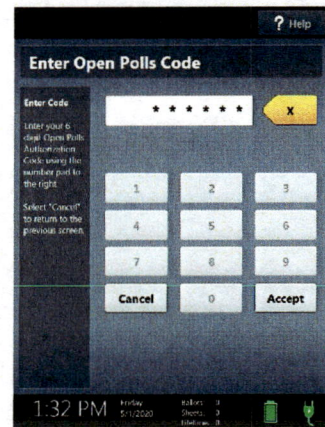 ? Help
Enter Open Polls Code
Enter Code
Enter your 6
digit Open Polls
Authorization
Code using the
number pad to
the right.
Select "Cancel"
to return to the
previous screen.
* * * * * *
X
1 2 3
4 5 6
7 8 9
Cancel 0 Accept
1:32 PM
Friday
5/1/2020
Ballots: 0
Sheets: 0
Lifetime: 0